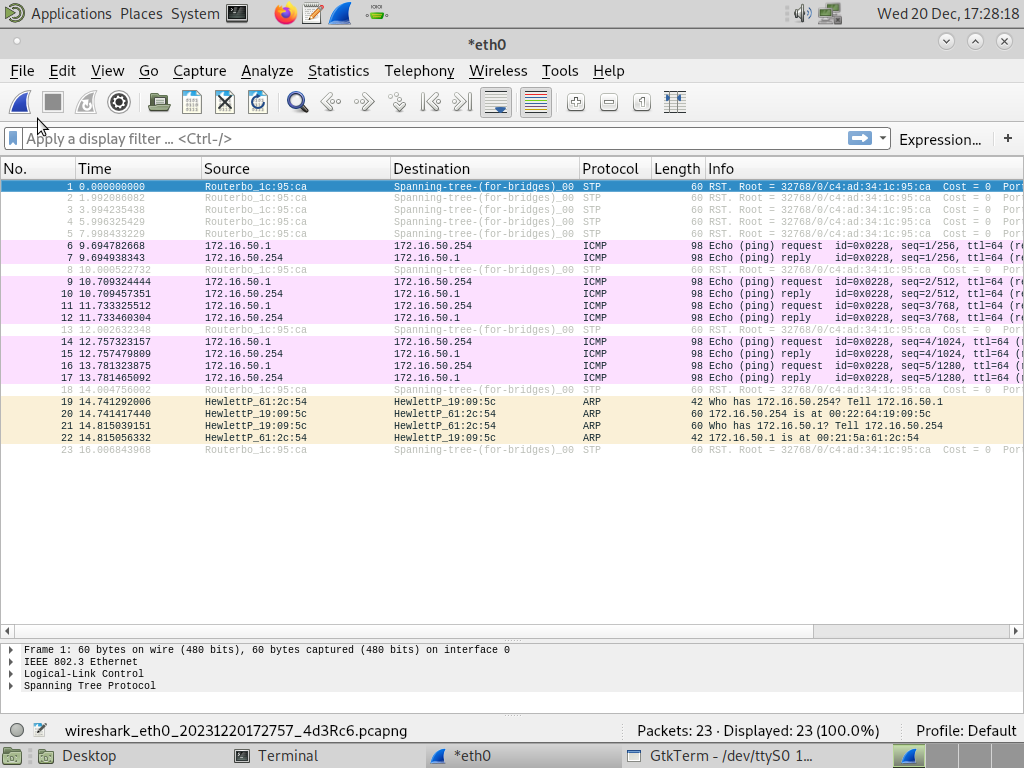 Applications Places System Wed 20 Dec, 17:28:18
*eth0
File Edit View Go Capture Analyze Statistics Telephony Wireless Tools Help
Apply a display filter ... <Ctrl-/> Expression... +
No. Time Source Destination Protocol Length Info
1 0.000000000 Routerbo_1c:95:ca Spanning-tree-(for-bridges)_00 STP 60 RST. Root = 32768/0/c4:ad:34:1c:95:ca Cost = 0 Por
2 1.992086082 Routerbo_1c:95:ca Spanning-tree-(for-bridges)_00 STP 60 RST. Root = 32768/0/c4:ad:34:1c:95:ca Cost = 0 Por
3 3.994235438 Routerbo_1c:95:ca Spanning-tree-(for-bridges)_00 STP 60 RST. Root = 32768/0/c4:ad:34:1c:95:ca Cost = 0 Por
4 5.996325429 Routerbo_1c:95:ca Spanning-tree-(for-bridges)_00 STP 60 RST. Root = 32768/0/c4:ad:34:1c:95:ca Cost = 0 Por
5 7.998433229 Routerbo_1c:95:ca Spanning-tree-(for-bridges)_00 STP 60 RST. Root = 32768/0/c4:ad:34:1c:95:ca Cost = 0 Por
6 9.694782668 172.16.50.1 172.16.50.254 ICMP 98 Echo (ping) request id=0x0228, seq=1/256, ttl=64 (re
7 9.694938343 172.16.50.254 172.16.50.1 ICMP 98 Echo (ping) reply id=0x0228, seq=1/256, ttl=64 (re
8 10.000522732 Routerbo_1c:95:ca Spanning-tree-(for-bridges)_00 STP 60 RST. Root = 32768/0/c4:ad:34:1c:95:ca Cost = 0 Por
9 10.709324444 172.16.50.1 172.16.50.254 ICMP 98 Echo (ping) request id=0x0228, seq=2/512, ttl=64 (re
10 10.709457351 172.16.50.254 172.16.50.1 ICMP 98 Echo (ping) reply id=0x0228, seq=2/512, ttl=64 (re
11 11.733325512 172.16.50.1 172.16.50.254 ICMP 98 Echo (ping) request id=0x0228, seq=3/768, ttl=64 (re
12 11.733460304 172.16.50.254 172.16.50.1 ICMP 98 Echo (ping) reply id=0x0228, seq=3/768, ttl=64 (re
13 12.002632348 Routerbo_1c:95:ca Spanning-tree-(for-bridges)_00 STP 60 RST. Root = 32768/0/c4:ad:34:1c:95:ca Cost = 0 Por
14 12.757323157 172.16.50.1 172.16.50.254 ICMP 98 Echo (ping) request id=0x0228, seq=4/1024, ttl=64 (r
15 12.757479809 172.16.50.254 172.16.50.1 ICMP 98 Echo (ping) reply id=0x0228, seq=4/1024, ttl=64 (r
16 13.781323875 172.16.50.1 172.16.50.254 ICMP 98 Echo (ping) request id=0x0228, seq=5/1280, ttl=64 (r
17 13.781465092 172.16.50.254 172.16.50.1 ICMP 98 Echo (ping) reply id=0x0228, seq=5/1280, ttl=64 (r
18 14.004756002 Routerbo_1c:95:ca Spanning-tree-(for-bridges)_00 STP 60 RST. Root = 32768/0/c4:ad:34:1c:95:ca Cost = 0 Por
19 14.741292006 HewlettP_61:2c:54 HewlettP_19:09:5c ARP 42 Who has 172.16.50.254? Tell 172.16.50.1
20 14.741417440 HewlettP_19:09:5c HewlettP_61:2c:54 ARP 60 172.16.50.254 is at 00:22:64:19:09:5c
21 14.815039151 HewlettP_19:09:5c HewlettP_61:2c:54 ARP 60 Who has 172.16.50.1? Tell 172.16.50.254
22 14.815056332 HewlettP_61:2c:54 HewlettP_19:09:5c ARP 42 172.16.50.1 is at 00:21:5a:61:2c:54
23 16.006843968 Routerbo_1c:95:ca Spanning-tree-(for-bridges)_00 STP 60 RST. Root = 32768/0/c4:ad:34:1c:95:ca Cost = 0 Por
Frame 1: 60 bytes on wire (480 bits), 60 bytes captured (480 bits) on interface 0
IEEE 802.3 Ethernet
Logical-Link Control
Spanning Tree Protocol
wireshark_eth0_20231220172757_4d3Rc6.pcapng Packets: 23 · Displayed: 23 (100.0%) Profile: Default
Desktop Terminal *eth0 GtkTerm - /dev/ttyS0 1...